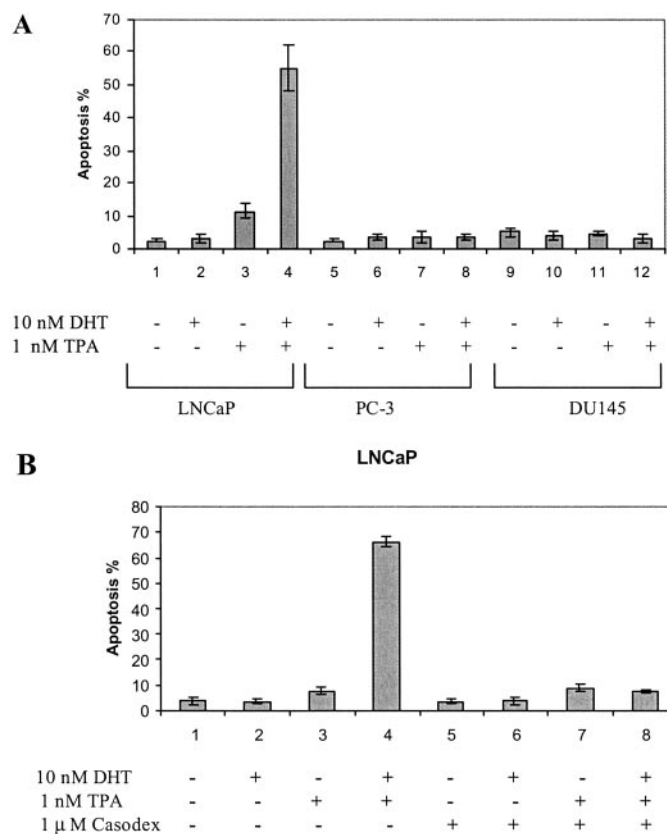 A
70
60
50
40
30
20
10
0
Apoptosis %
1 2 3 4 5 6 7 8 9 10 11 12
10 nM DHT - + - + - + - + - + - +
1 nM TPA - - + + - - + + - - + +
LNCaP PC-3 DU145
B
LNCaP
80
70
60
50
40
30
20
10
0
Apoptosis %
1 2 3 4 5 6 7 8
10 nM DHT - + - + - + - +
1 nM TPA - - + + - - + +
1 μ M Casodex - - - - + + + +